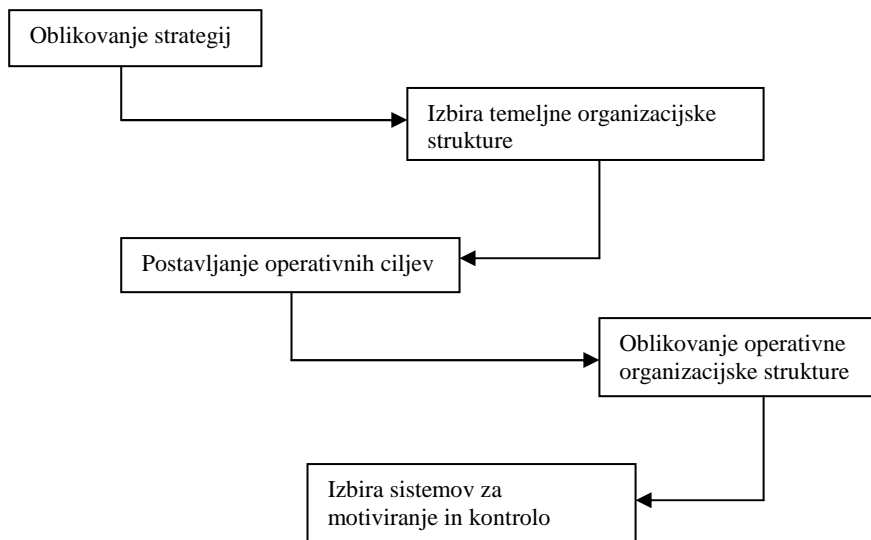 Oblikovanje strategij
Izbira temeljne organizacijske
strukture
Postavljanje operativnih ciljev
Oblikovanje operativne
organizacijske strukture
Izbira sistemov za
motiviranje in kontrolo